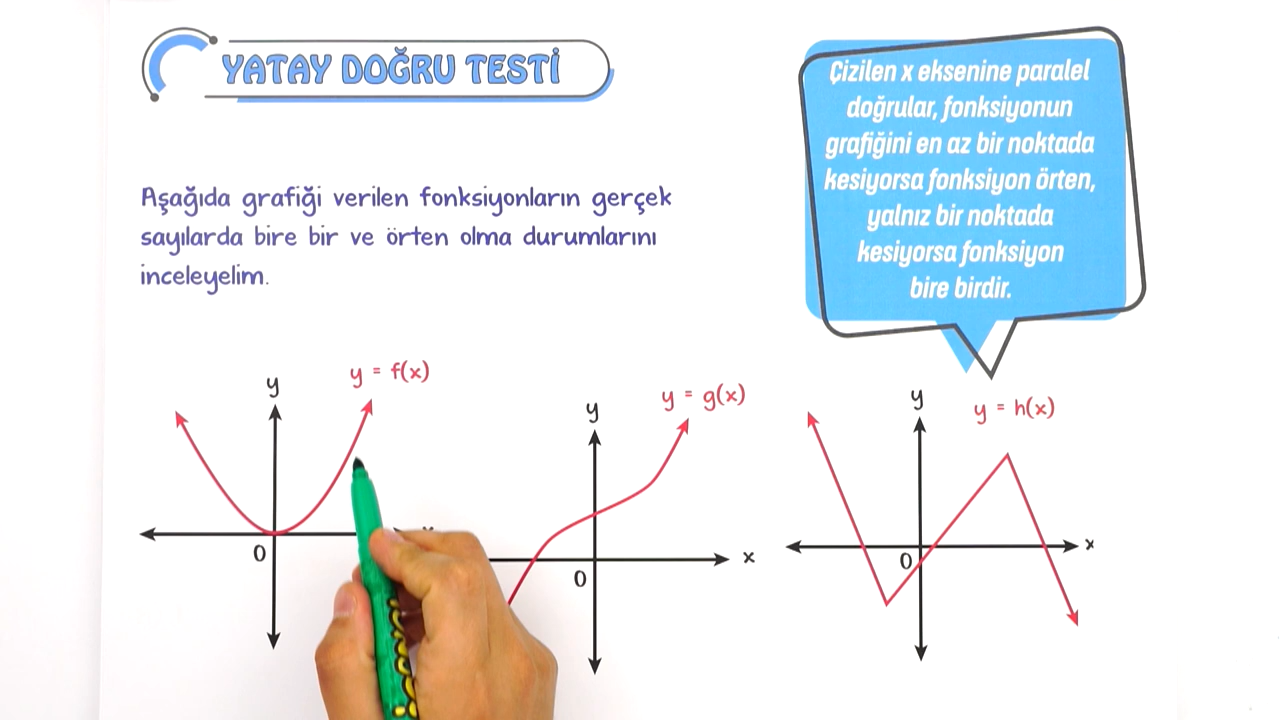 YATAY DOĞRU TESTİ
Çizilen x eksenine paralel
doğrular, fonksiyonun
grafiğini en az bir noktada
kesiyorsa fonksiyon örten,
yalnız bir noktada
kesiyorsa fonksiyon
bire birdir.
Aşağıda grafiği verilen fonksiyonların gerçek
sayılarda bire bir ve örten olma durumlarını
inceleyelim.
y
y = f(x)
0
y
y = g(x)
x
0
y
y = h(x)
x
0